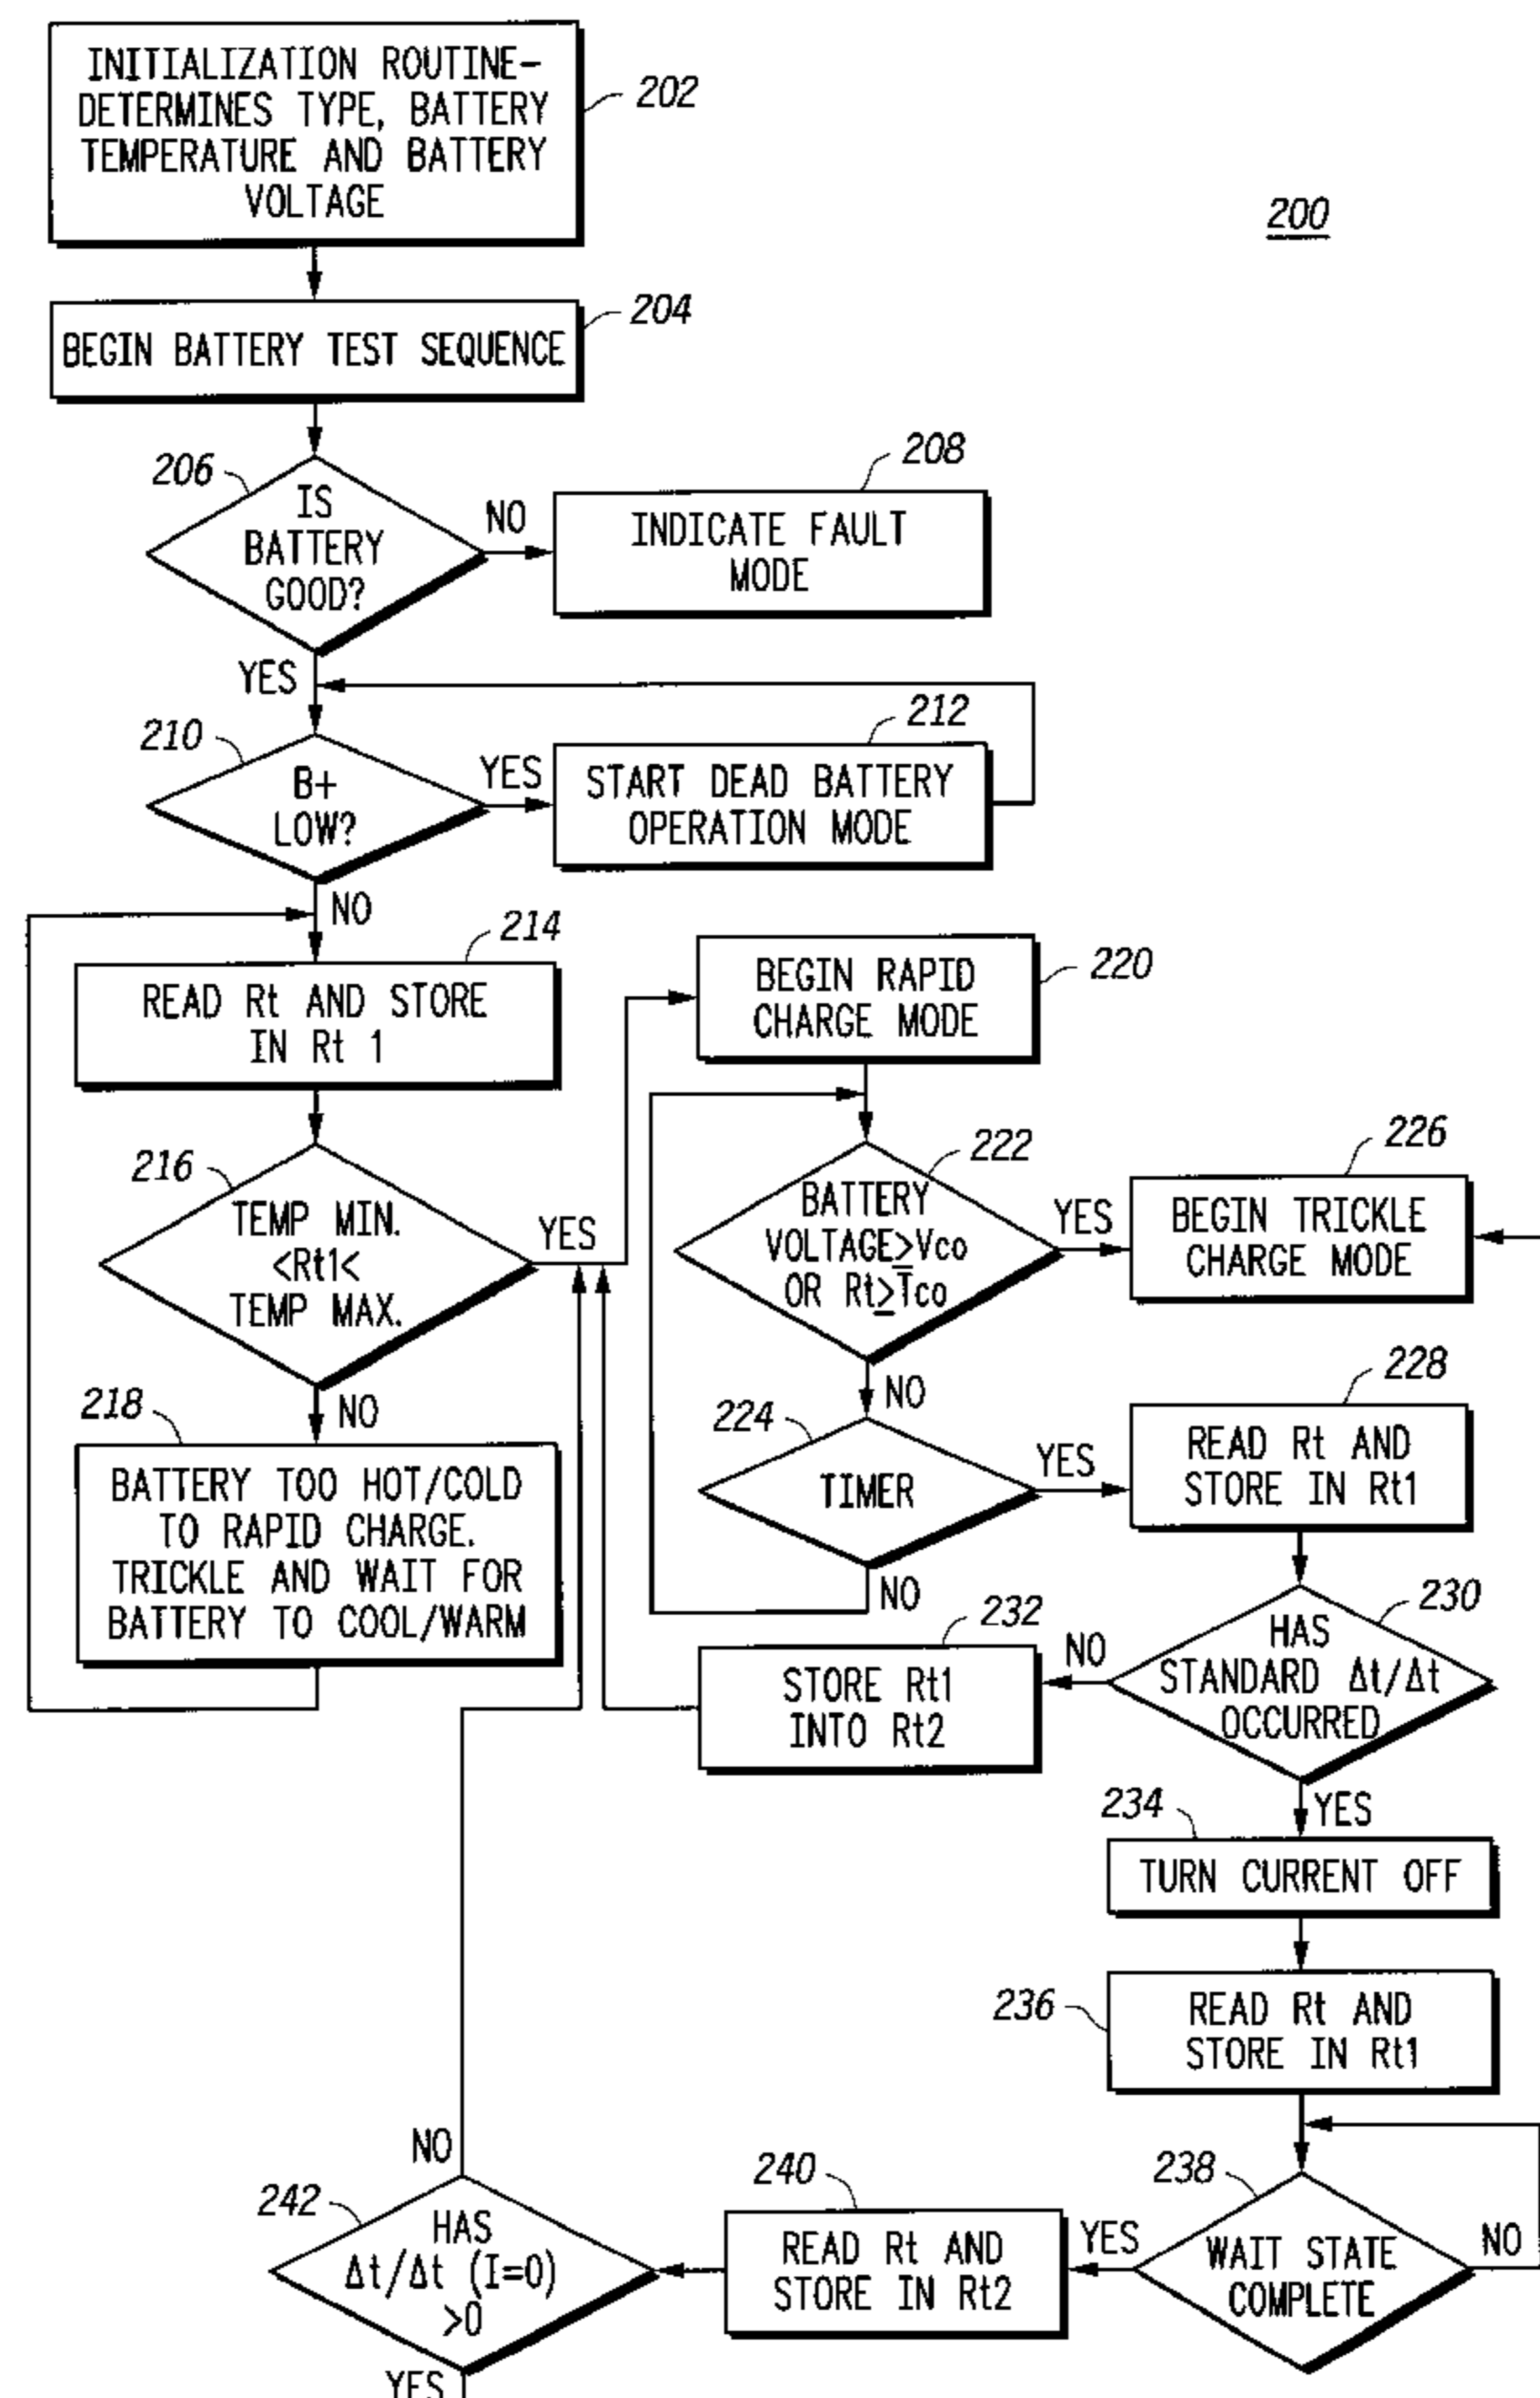 INITIALIZATION ROUTINE-
DETERMINES TYPE, BATTERY
TEMPERATURE AND BATTERY
VOLTAGE
202
200
BEGIN BATTERY TEST SEQUENCE
204
206
IS
BATTERY
GOOD?
NO
208
INDICATE FAULT
MODE
YES
210
B+
LOW?
YES
212
START DEAD BATTERY
OPERATION MODE
NO
214
READ Rt AND STORE
IN Rt 1
220
BEGIN RAPID
CHARGE MODE
216
TEMP MIN.
<Rt1<
TEMP MAX.
YES
222
BATTERY
VOLTAGE≥Vco
OR Rt≥Tco
YES
226
BEGIN TRICKLE
CHARGE MODE
NO
218
BATTERY TOO HOT/COLD
TO RAPID CHARGE.
TRICKLE AND WAIT FOR
BATTERY TO COOL/WARM
NO
224
TIMER
YES
228
READ Rt AND
STORE IN Rt1
NO
230
HAS
STANDARD Δt/Δt
OCCURRED
NO
232
STORE Rt1
INTO Rt2
YES
234
TURN CURRENT OFF
236
READ Rt AND
STORE IN Rt1
238
WAIT STATE
COMPLETE
NO
YES
240
READ Rt AND
STORE IN Rt2
NO
242
HAS
Δt/Δt (I=0)
>0
YES